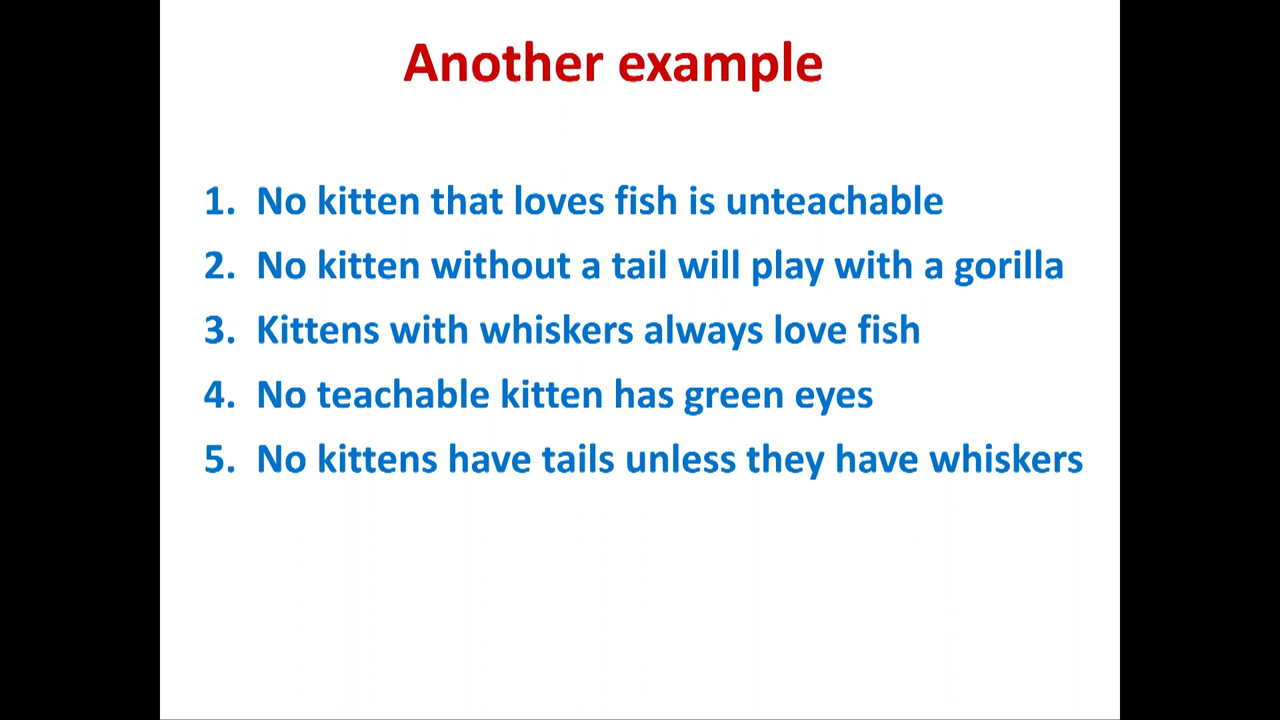 Another example
1. No kitten that loves fish is unteachable
2. No kitten without a tail will play with a gorilla
3. Kittens with whiskers always love fish
4. No teachable kitten has green eyes
5. No kittens have tails unless they have whiskers